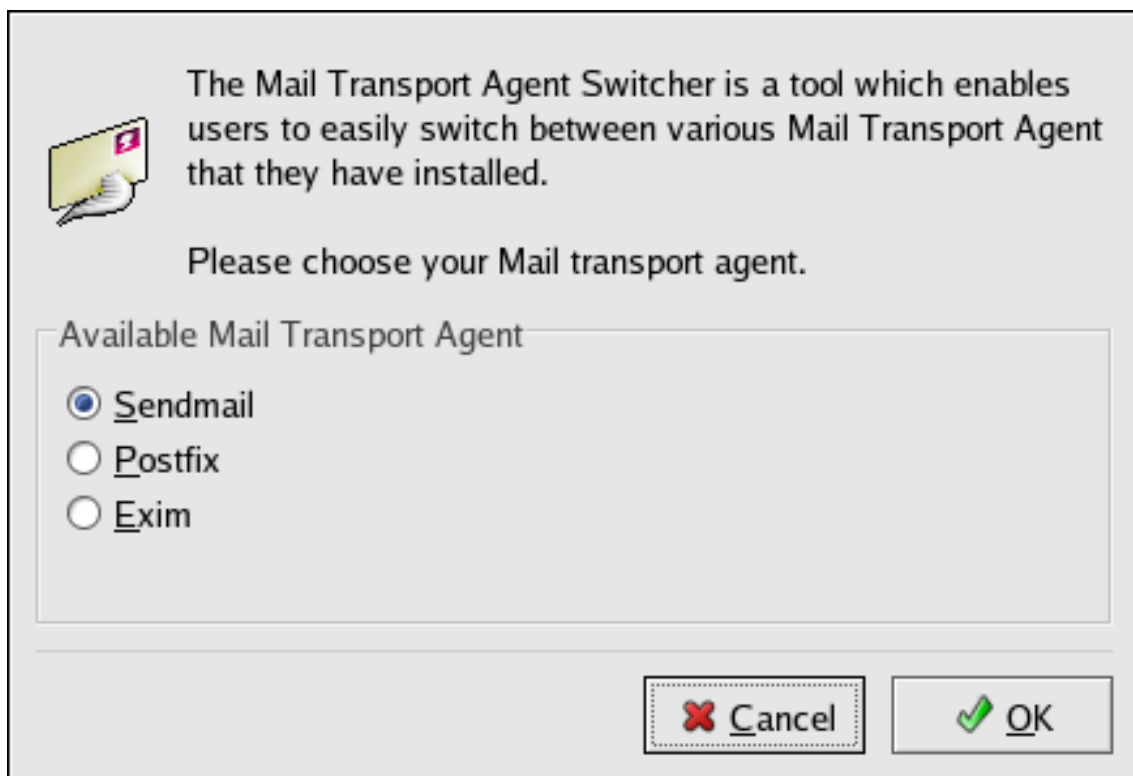 The Mail Transport Agent Switcher is a tool which enables
users to easily switch between various Mail Transport Agent
that they have installed.
Please choose your Mail transport agent.
Available Mail Transport Agent
Sendmail
Postfix
Exim
Cancel
OK